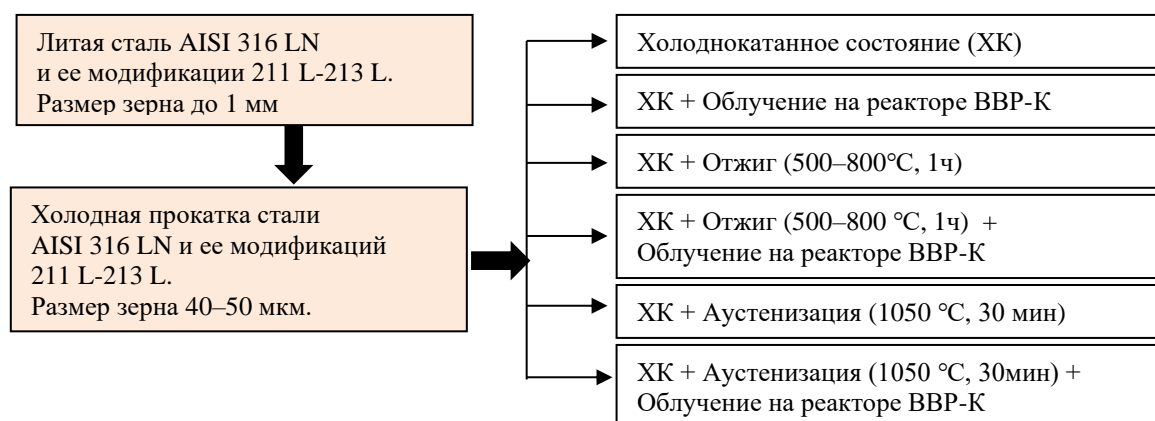 Литая сталь AISI 316 LN
и ее модификации 211 L-213 L.
Размер зерна до 1 мм
Холодная прокатка стали
AISI 316 LN и ее модификаций
211 L-213 L.
Размер зерна 40–50 мкм.
Холоднокатанное состояние (ХК)
ХК + Облучение на реакторе ВВР-К
ХК + Отжиг (500–800℃, 1ч)
ХК + Отжиг (500–800 ℃, 1ч) +
Облучение на реакторе ВВР-К
ХК + Аустенизация (1050 ℃, 30 мин)
ХК + Аустенизация (1050 ℃, 30мин) +
Облучение на реакторе ВВР-К